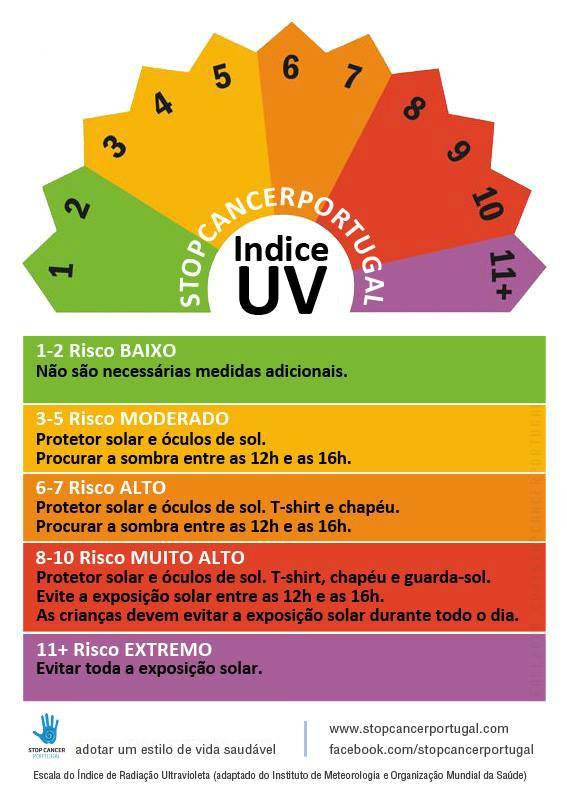 1
2
3
4
5
6
7
8
9
10
11+
STOPCANCERPORTUGAL
Indice
UV
1-2 Risco BAIXO
Não são necessárias medidas adicionais.
3-5 Risco MODERADO
Protetor solar e óculos de sol.
Procurar a sombra entre as 12h e as 16h.
6-7 Risco ALTO
Protetor solar e óculos de sol. T-shirt e chapéu.
Procurar a sombra entre as 12h e as 16h.
8-10 Risco MUITO ALTO
Protetor solar e óculos de sol. T-shirt, chapéu e guarda-sol.
Evite a exposição solar entre as 12h e as 16h.
As crianças devem evitar a exposição solar durante todo o dia.
11+ Risco EXTREMO
Evitar toda a exposição solar.
STOP CANCER
PORTUGAL
adotar um estilo de vida saudável
www.stopcancerportugal.com
facebook.com/stopcancerportugal
Escala do Índice de Radiação Ultravioleta (adaptado do Instituto de Meteorologia e Organização Mundial da Saúde)